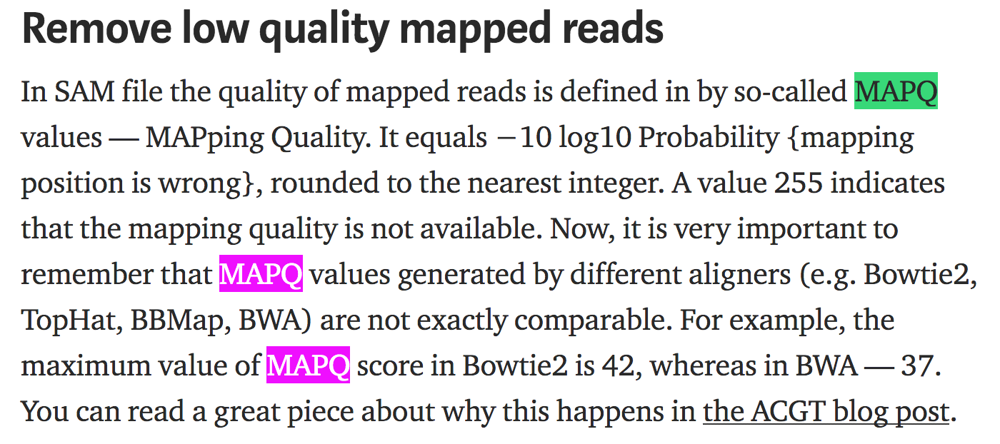 Remove low quality mapped reads
In SAM file the quality of mapped reads is defined in by so-called MAPQ
values — MAPping Quality. It equals −10 log10 Probability {mapping
position is wrong}, rounded to the nearest integer. A value 255 indicates
that the mapping quality is not available. Now, it is very important to
remember that MAPQ values generated by different aligners (e.g. Bowtie2,
TopHat, BBMap, BWA) are not exactly comparable. For example, the
maximum value of MAPQ score in Bowtie2 is 42, whereas in BWA — 37.
You can read a great piece about why this happens in the ACGT blog post.